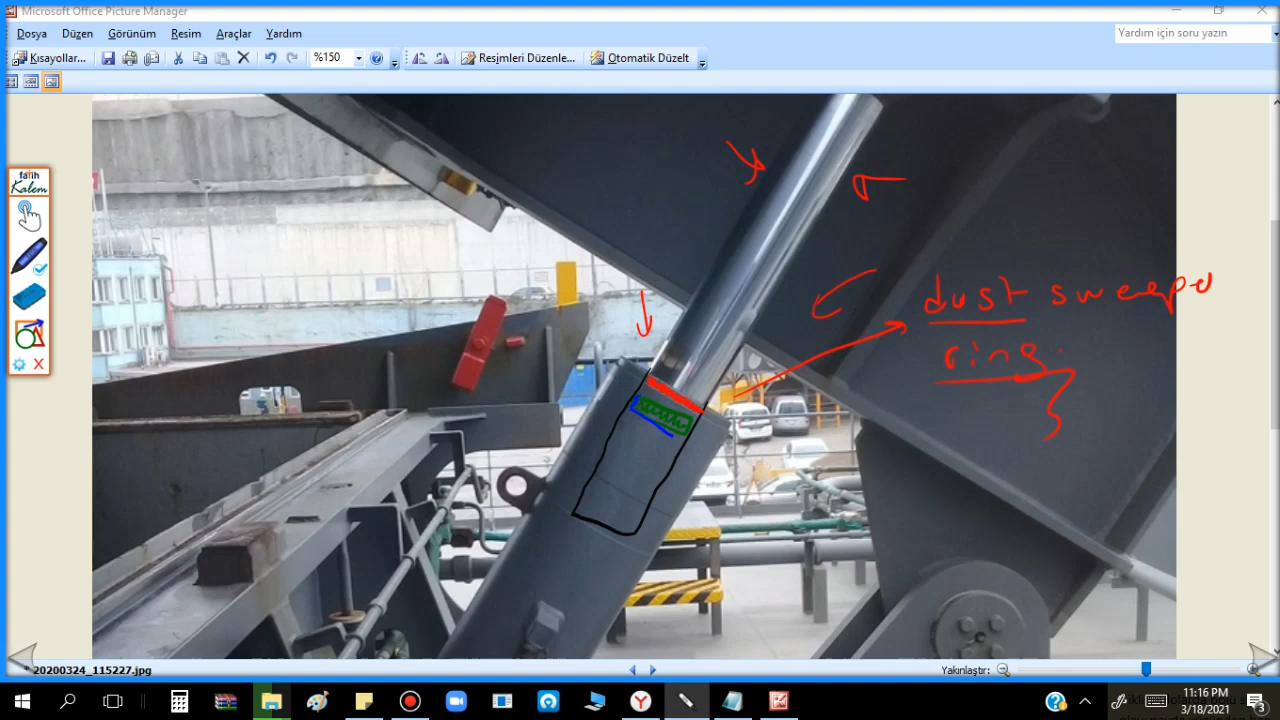 Microsoft Office Picture Manager
Dosya Düzen Görünüm Resim Araçlar Yardım
Yardım için soru yazın
Kısayollar... %150 Resimleri Düzenle... Otomatik Düzelt
fatih
Kalem
dust sweeper
ring
20200324_115227.jpg
Yakınlaştır:
11:16 PM
3/18/2021
3